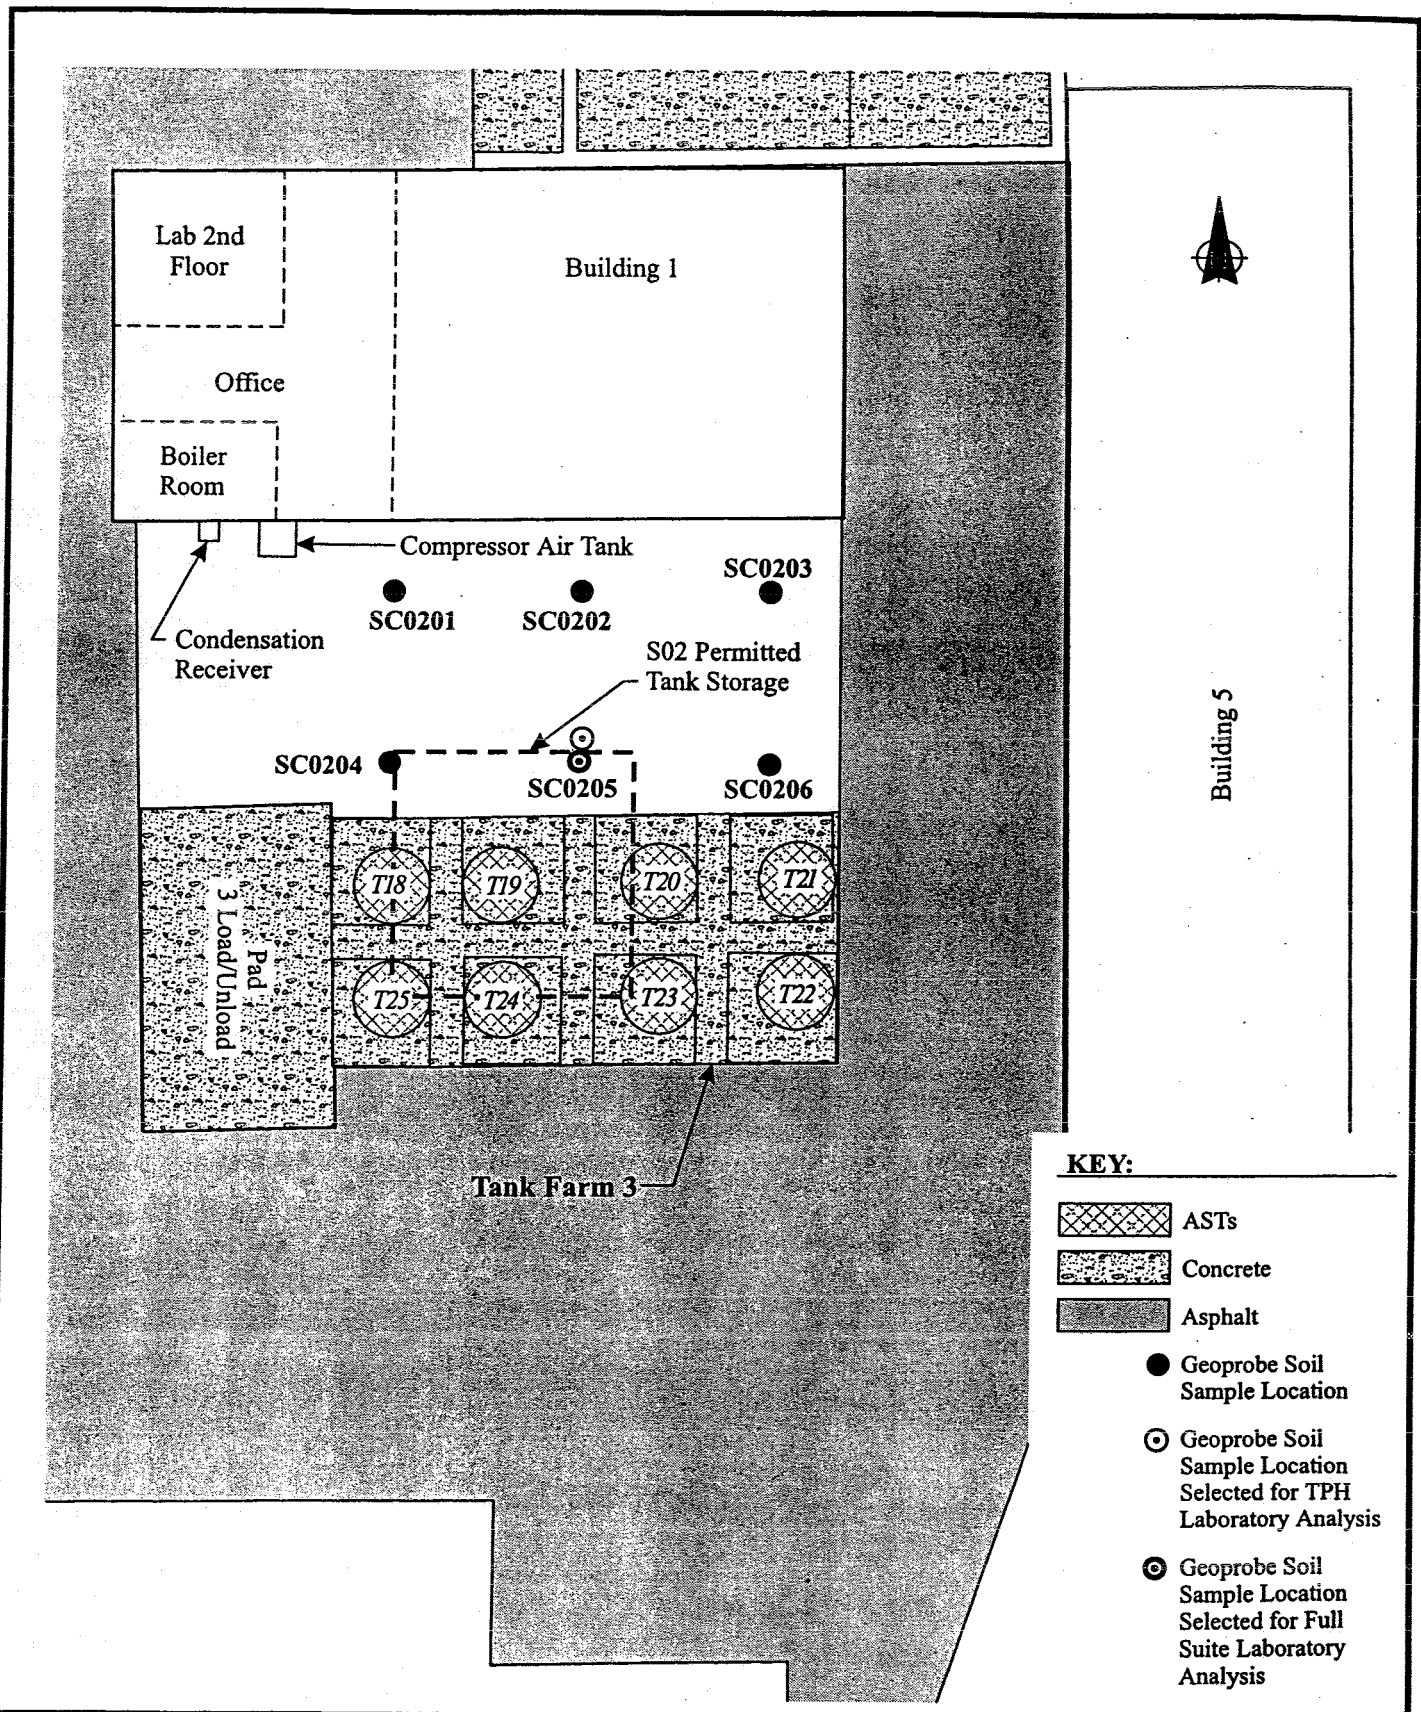 Lab 2nd
Floor
Building 1
Office
Boiler
Room
Compressor Air Tank
SC0203
SC0201
SC0202
Condensation
Receiver
S02 Permitted
Tank Storage
Building 5
SC0204
SC0205
SC0206
T18
T19
T20
T21
Pad
3 Load/Unload
T25
T24
T23
T22
Tank Farm 3
KEY:
ASTs
Concrete
Asphalt
Geoprobe Soil
Sample Location
Geoprobe Soil
Sample Location
Selected for TPH
Laboratory Analysis
Geoprobe Soil
Sample Location
Selected for Full
Suite Laboratory
Analysis